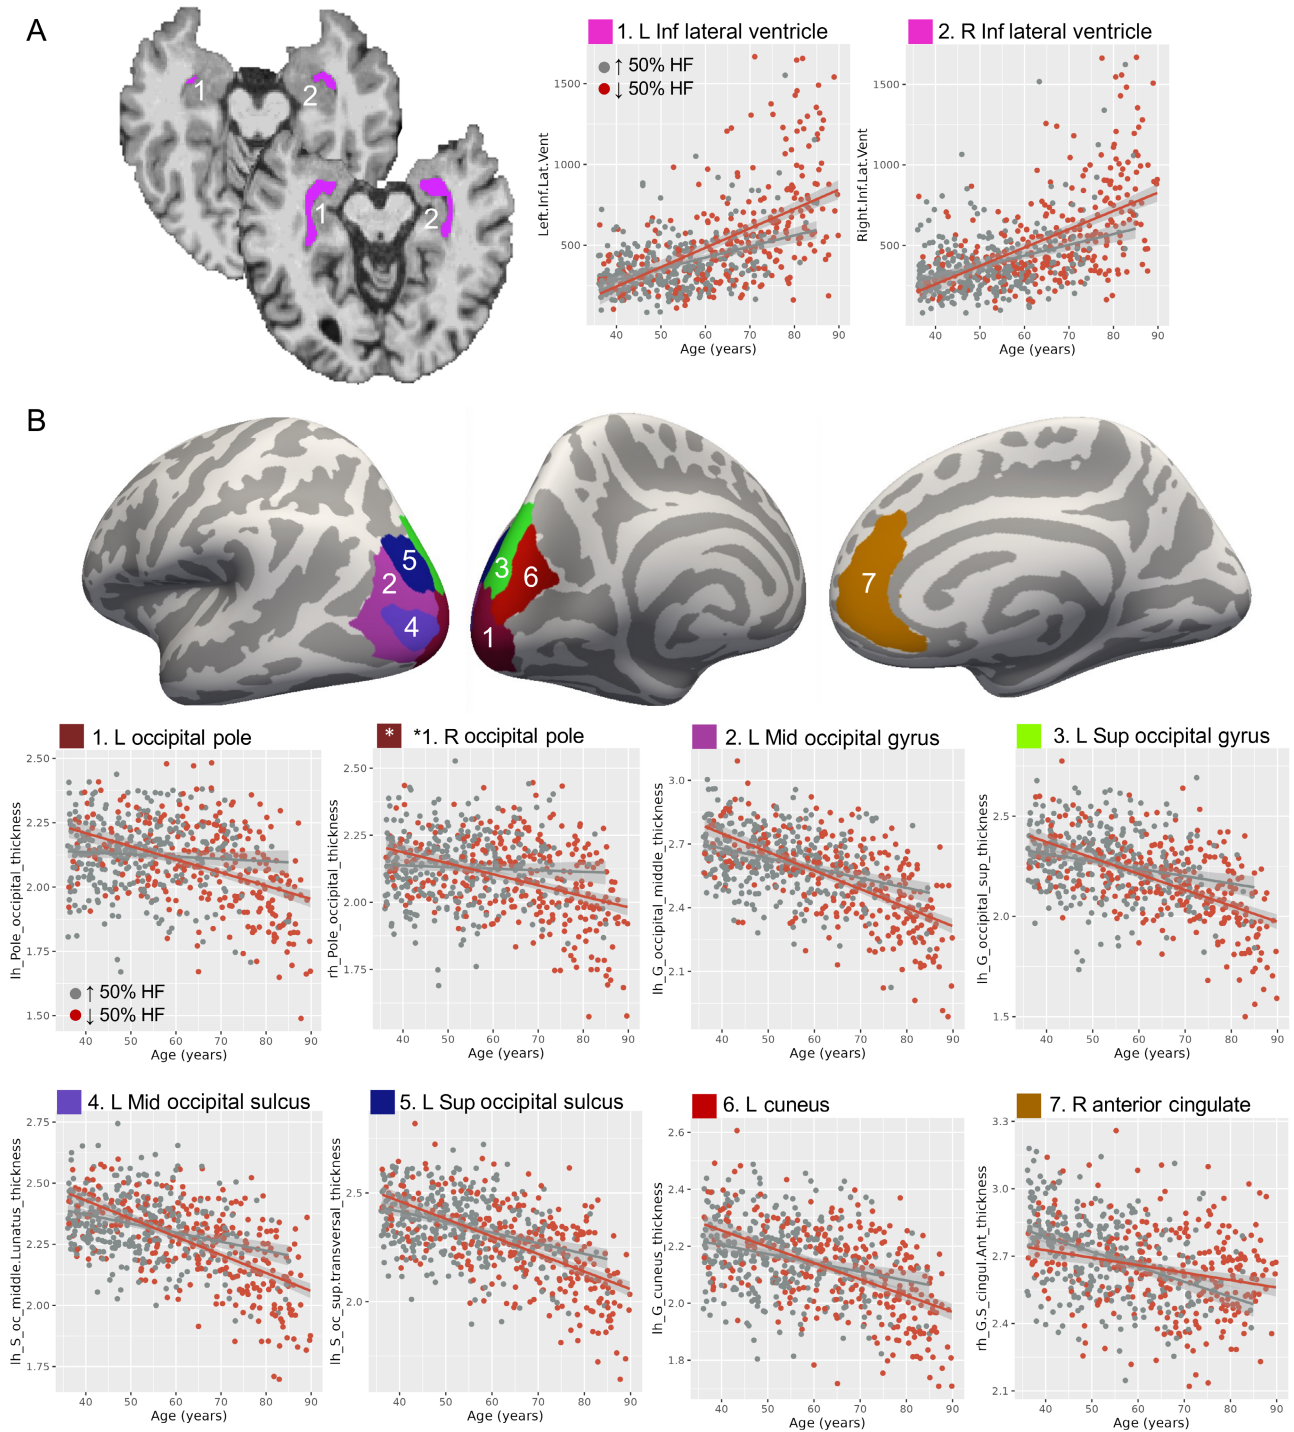 A
1
2
1
2
1. L Inf lateral ventricle
↑ 50% HF
↓ 50% HF
Left.Inf.Lat.Vent
1500
1000
500
40 50 60 70 80 90
Age (years)
2. R Inf lateral ventricle
Right.Inf.Lat.Vent
1500
1000
500
40 50 60 70 80 90
Age (years)
B
5
2
4
3
6
1
7
1. L occipital pole
lh_Pole_occipital_thickness
2.50
2.25
2.00
1.75
1.50
↑ 50% HF
↓ 50% HF
40 50 60 70 80 90
Age (years)
* *1. R occipital pole
rh_Pole_occipital_thickness
2.50
2.25
2.00
1.75
40 50 60 70 80 90
Age (years)
2. L Mid occipital gyrus
lh_G_occipital_middle_thickness
3.0
2.7
2.4
2.1
40 50 60 70 80 90
Age (years)
3. L Sup occipital gyrus
lh_G_occipital_sup_thickness
2.5
2.0
1.5
40 50 60 70 80 90
Age (years)
4. L Mid occipital sulcus
lh_S_oc_middle.Lunatus_thickness
2.75
2.50
2.25
2.00
1.75
40 50 60 70 80 90
Age (years)
5. L Sup occipital sulcus
lh_S_oc_sup.transversal_thickness
2.5
2.0
40 50 60 70 80 90
Age (years)
6. L cuneus
lh_G_cuneus_thickness
2.6
2.4
2.2
2.0
1.8
40 50 60 70 80 90
Age (years)
7. R anterior cingulate
rh_G.S_cingul.Ant_thickness
3.3
3.0
2.7
2.4
2.1
40 50 60 70 80 90
Age (years)